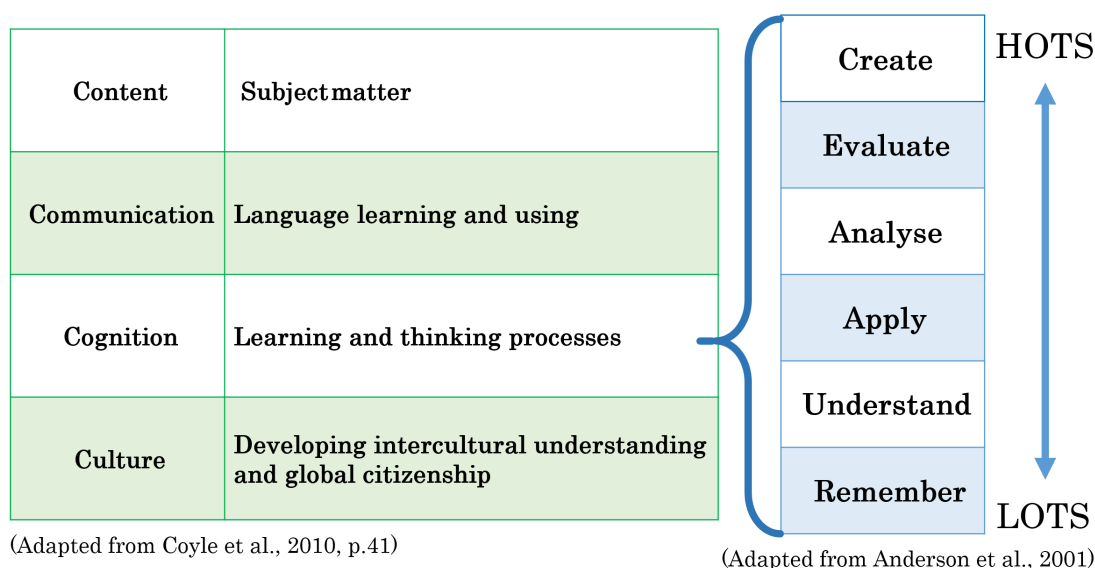 Content
Subject matter
Communication
Language learning and using
Cognition
Learning and thinking processes
Culture
Developing intercultural understanding
and global citizenship
(Adapted from Coyle et al., 2010, p.41)
Create
Evaluate
Analyse
Apply
Understand
Remember
HOTS
LOTS
(Adapted from Anderson et al., 2001)